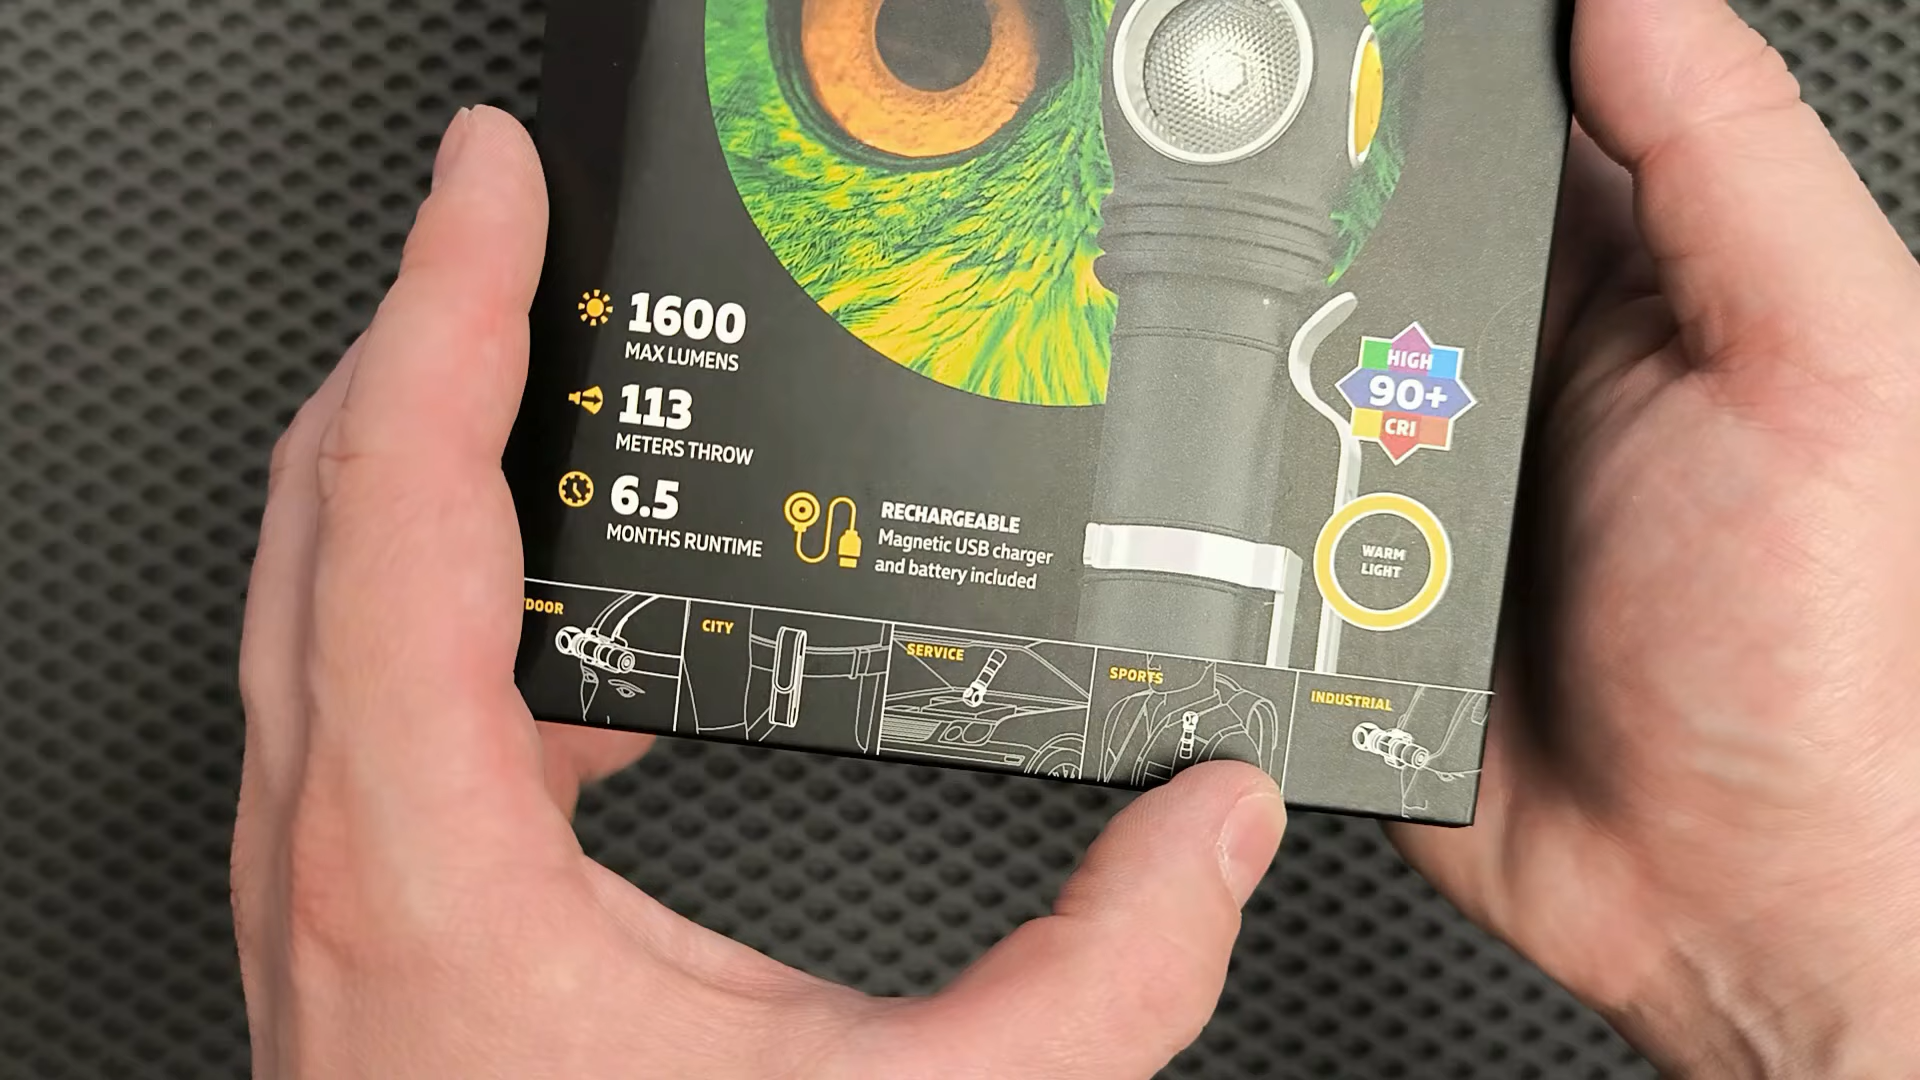 1600
MAX LUMENS
113
METERS THROW
6.5
MONTHS RUNTIME
RECHARGEABLE
Magnetic USB charger
and battery included
HIGH
90+
CRI
WARM
LIGHT
DOOR
CITY
SERVICE
SPORTS
INDUSTRIAL